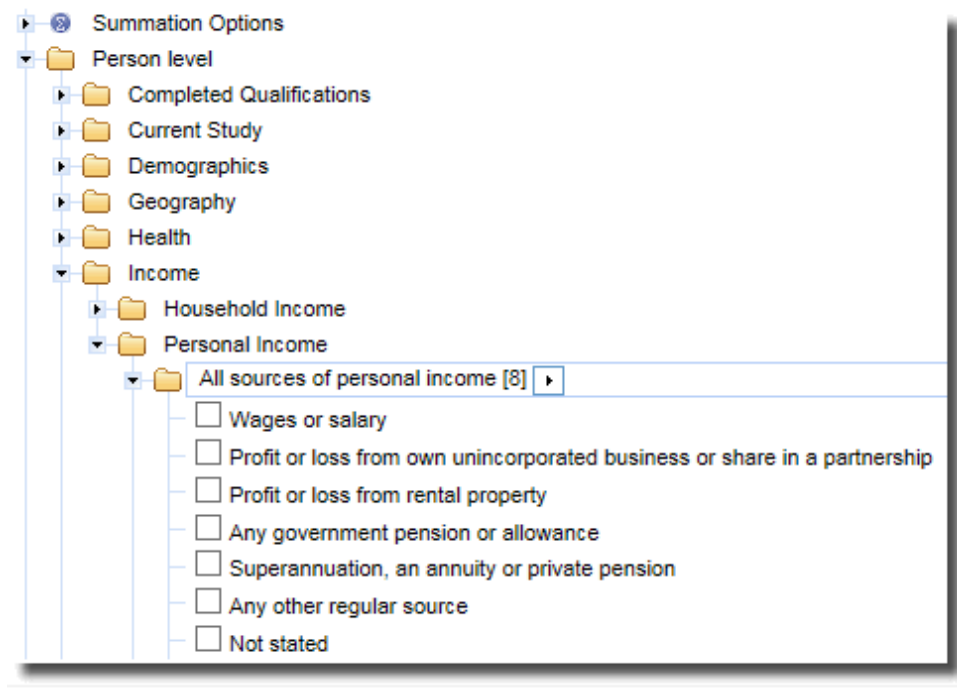 Summation Options
Person level
Completed Qualifications
Current Study
Demographics
Geography
Health
Income
Household Income
Personal Income
All sources of personal income [8]
Wages or salary
Profit or loss from own unincorporated business or share in a partnership
Profit or loss from rental property
Any government pension or allowance
Superannuation, an annuity or private pension
Any other regular source
Not stated